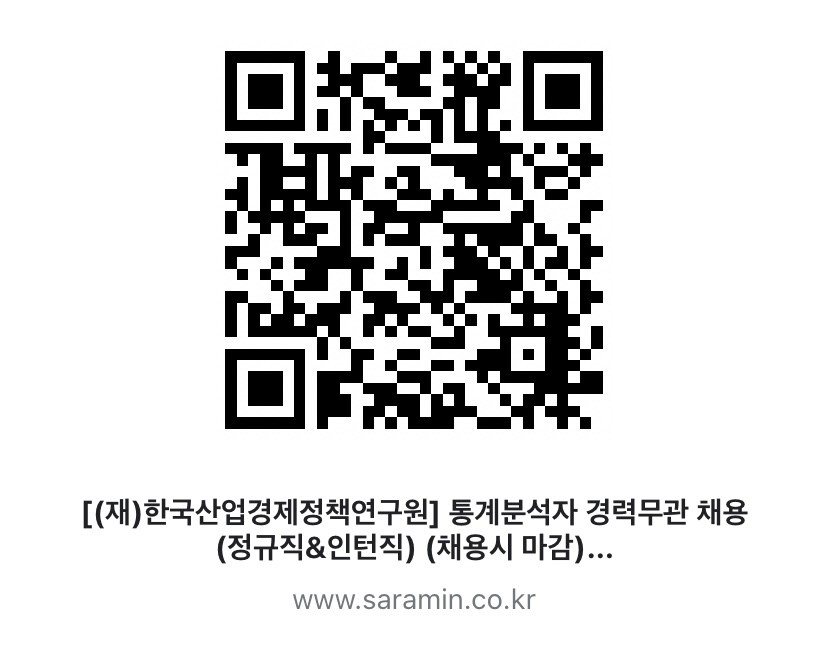 [(재)한국산업경제정책연구원] 통계분석자 경력무관 채용
(정규직&인턴직) (채용시 마감)...
www.saramin.co.kr